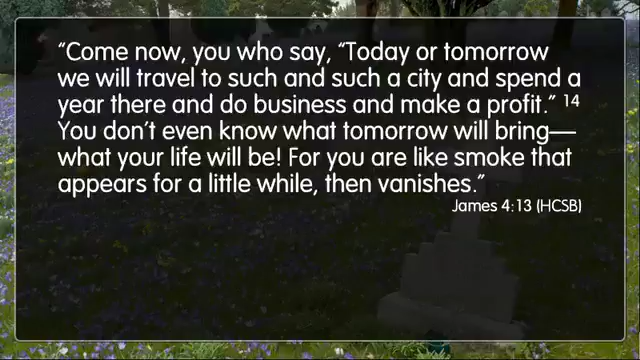 “Come now, you who say, “Today or tomorrow
we will travel to such and such a city and spend a
year there and do business and make a profit.” 14
You don’t even know what tomorrow will bring—
what your life will be! For you are like smoke that
appears for a little while, then vanishes.”
James 4:13 (HCSB)